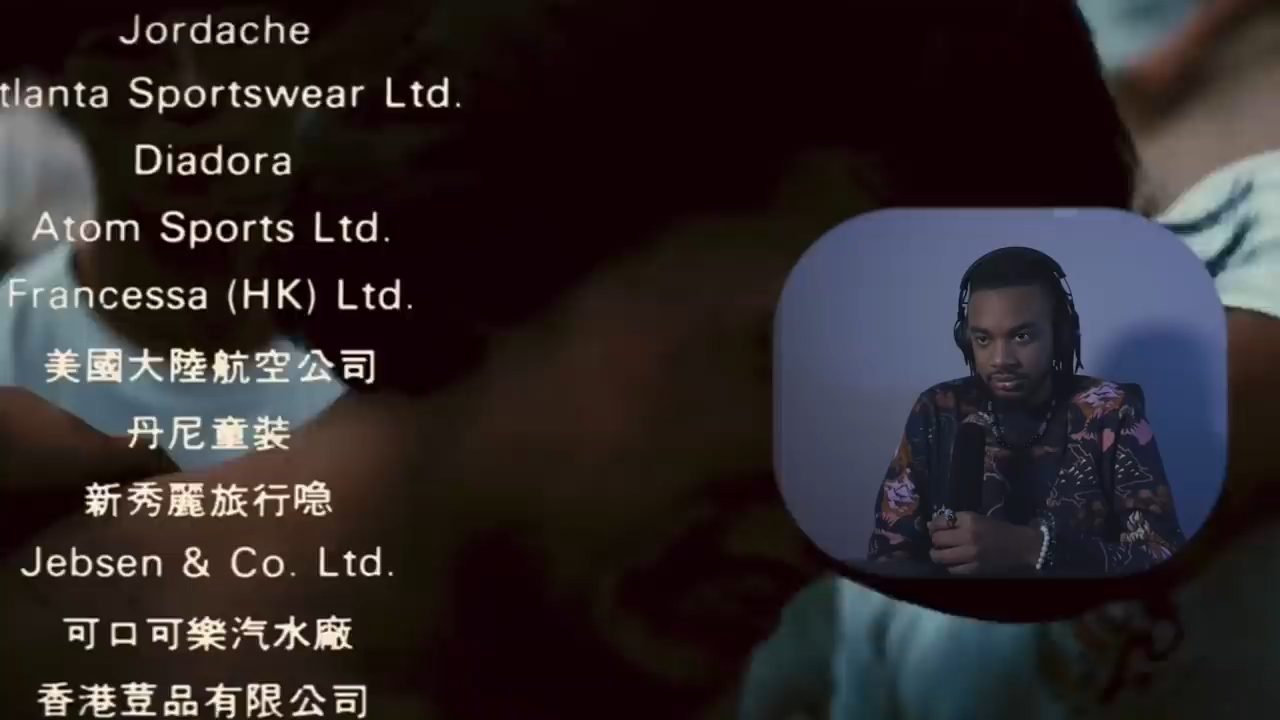 Jordache
tlanta Sportswear Ltd.
Diadora
Atom Sports Ltd.
Francessa (HK) Ltd.
美國大陸航空公司
丹尼童裝
新秀麗旅行喼
Jebsen & Co. Ltd.
可口可樂汽水廠
香港荳品有限公司